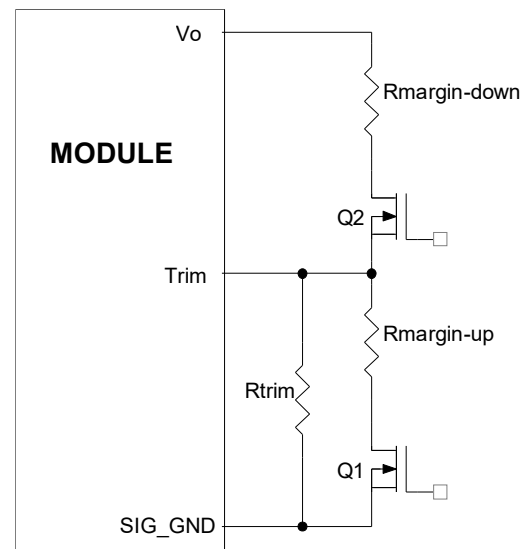 Vo
Rmargin-down
MODULE
Q2
Trim
Rmargin-up
Rtrim
Q1
SIG_GND